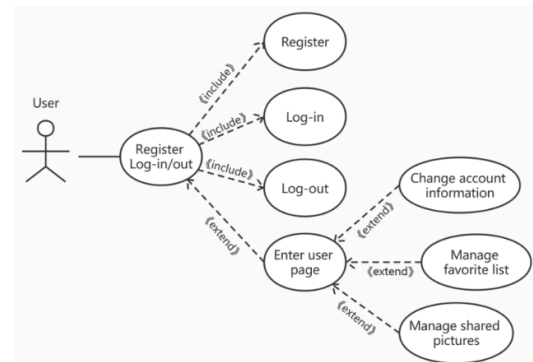 Register
《include》
User
《include》
Log-in
Register
Log-in/out
《include》
Log-out
Change account
information
《extend》
《extend》
Enter user
page
Manage
favorite list
《extend》
《extend》
Manage shared
pictures